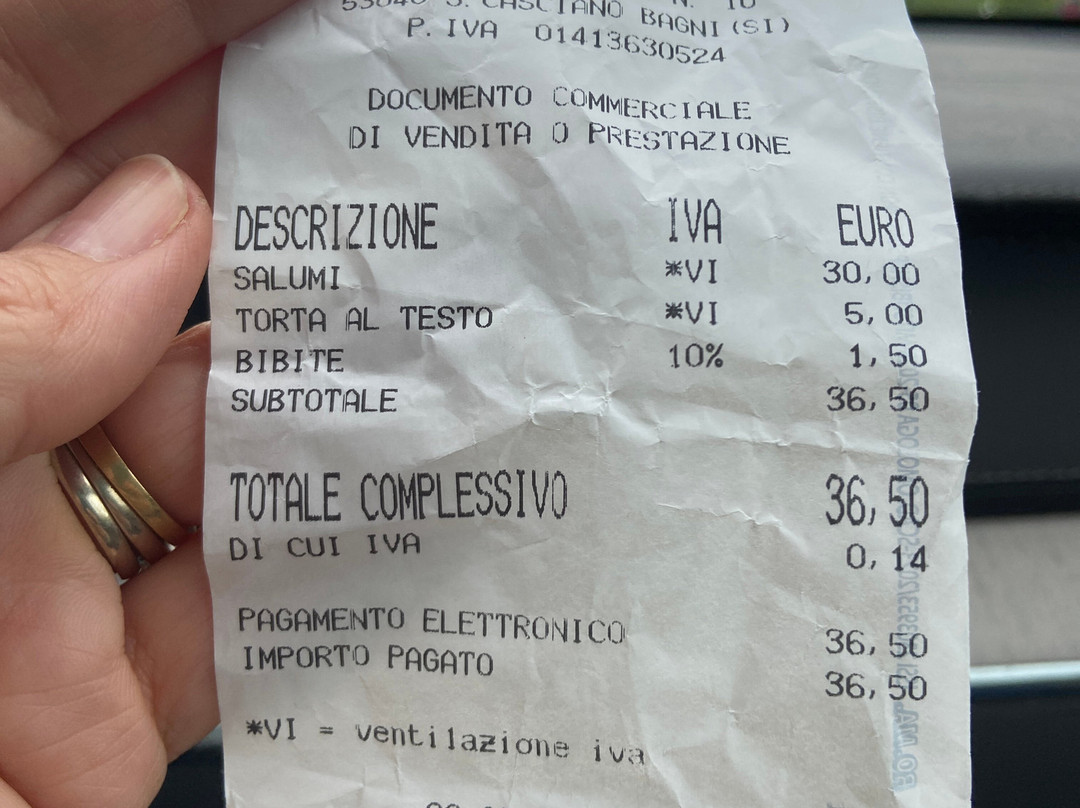 53040 S. CASCIANO BAGNI (SI)
P. IVA 01413630524
DOCUMENTO COMMERCIALE
DI VENDITA O PRESTAZIONE
DESCRIZIONE IVA EURO
SALUMI *VI 30,00
TORTA AL TESTO *VI 5,00
BIBITE 10% 1,50
SUBTOTALE 36,50
TOTALE COMPLESSIVO 36,50
DI CUI IVA 0,14
PAGAMENTO ELETTRONICO 36,50
IMPORTO PAGATO 36,50
*VI = ventilazione iva